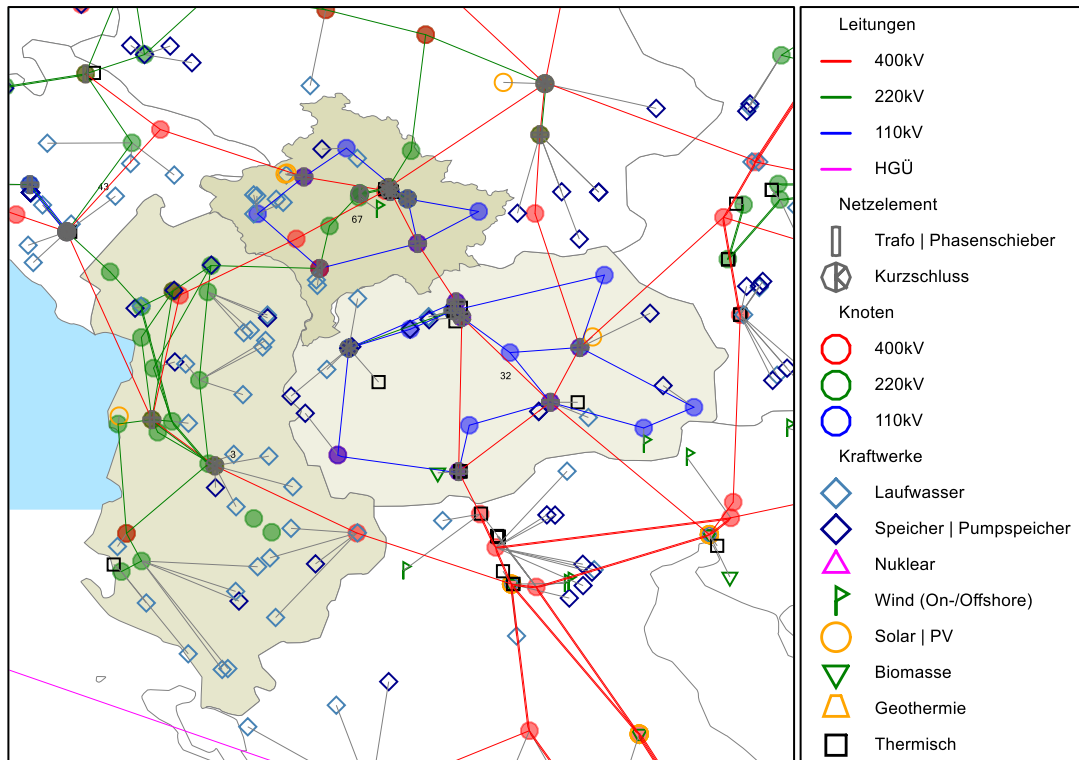 43
67
32
3
Leitungen
400kV
220kV
110kV
HGÜ
Netzelement
Trafo | Phasenschieber
Kurzschluss
Knoten
400kV
220kV
110kV
Kraftwerke
Laufwasser
Speicher | Pumpspeicher
Nuklear
Wind (On-/Offshore)
Solar | PV
Biomasse
Geothermie
Thermisch